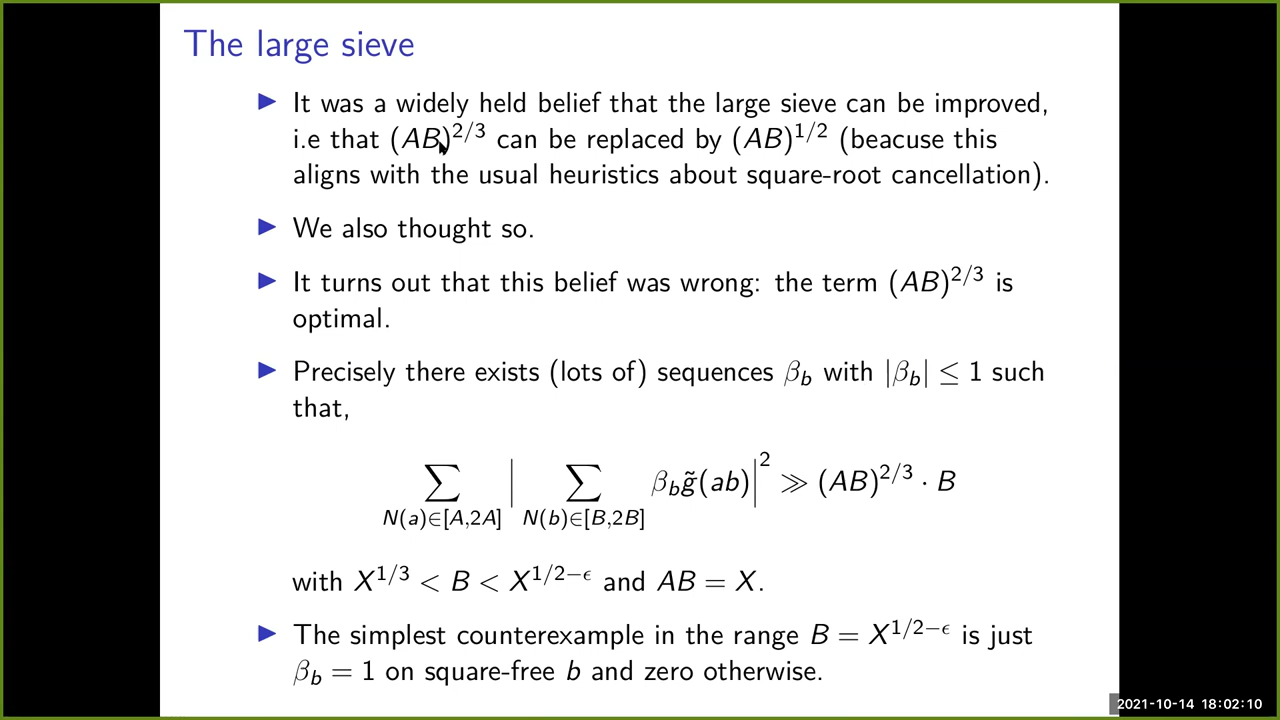 The large sieve
▶ It was a widely held belief that the large sieve can be improved,
i.e that (AB)^{2/3} can be replaced by (AB)^{1/2} (beacuse this
aligns with the usual heuristics about square-root cancellation).
▶ We also thought so.
▶ It turns out that this belief was wrong: the term (AB)^{2/3} is
optimal.
▶ Precisely there exists (lots of) sequences β_b with |β_b| ≤ 1 such
that,
∑_{N(a)∈[A,2A]} | ∑_{N(b)∈[B,2B]} β_b g̃(ab) |^2 ≫ (AB)^{2/3} · B
with X^{1/3} < B < X^{1/2−ϵ} and AB = X.
▶ The simplest counterexample in the range B = X^{1/2−ϵ} is just
β_b = 1 on square-free b and zero otherwise.
2021-10-14 18:02:10